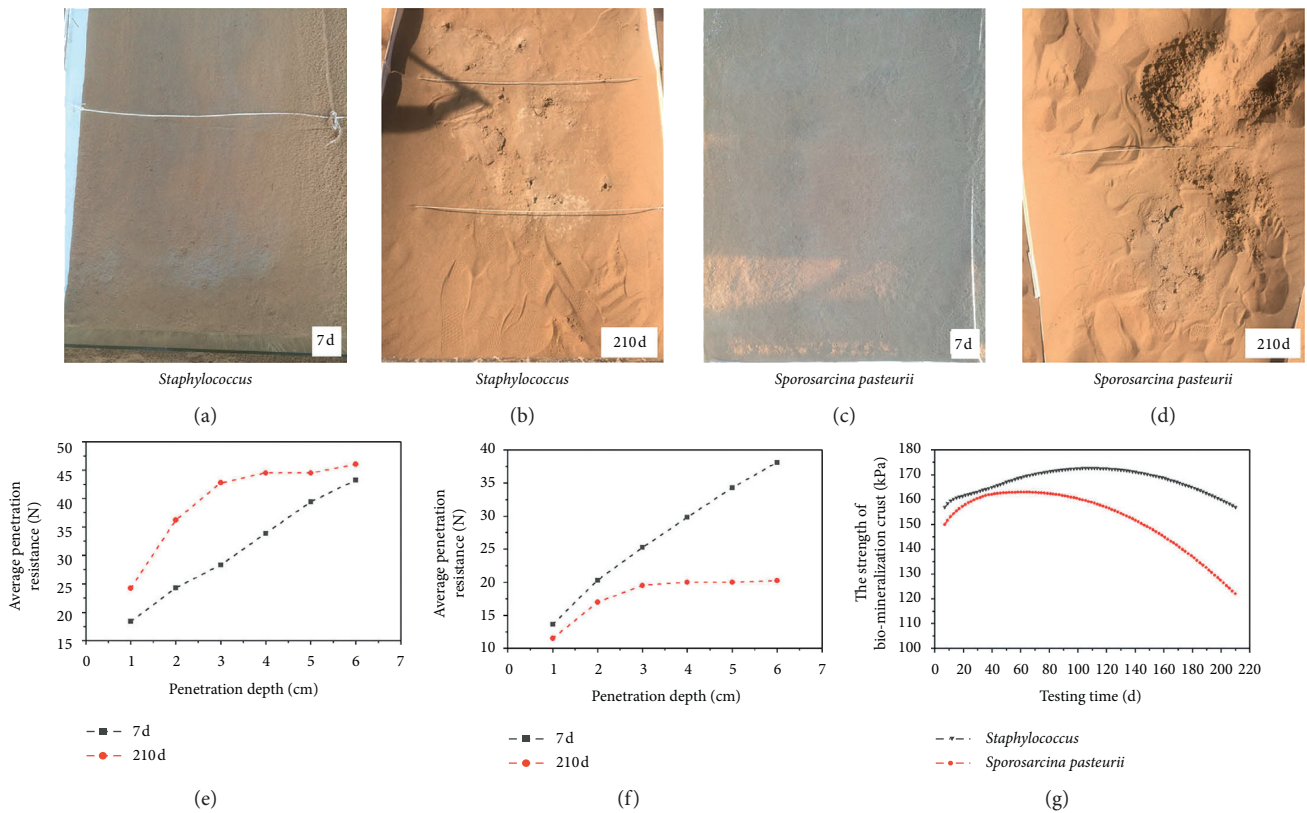 7d
210d
7d
210d
Staphylococcus
Staphylococcus
Sporosarcina pasteurii
Sporosarcina pasteurii
(a)
(b)
(c)
(d)
Average penetration
resistance (N)
50
45
40
35
30
25
20
15
0 1 2 3 4 5 6 7
Penetration depth (cm)
7d
210d
(e)
Average penetration
resistance (N)
40
35
30
25
20
15
10
0 1 2 3 4 5 6 7
Penetration depth (cm)
7d
210d
(f)
The strength of
bio-mineralization crust (kPa)
180
170
160
150
140
130
120
110
100
0 20 40 60 80 100 120 140 160 180 200 220
Testing time (d)
Staphylococcus
Sporosarcina pasteurii
(g)